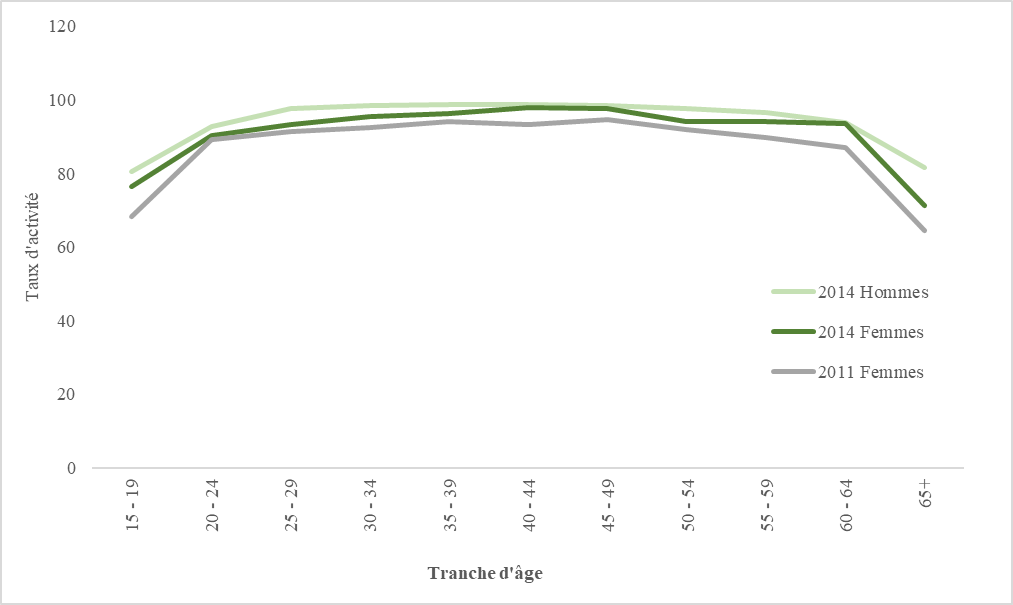 120
100
80
60
40
20
0
Taux d'activité
15 - 19
20 - 24
25 - 29
30 - 34
35 - 39
40 - 44
45 - 49
50 - 54
55 - 59
60 - 64
65+
Tranche d'âge
2014 Hommes
2014 Femmes
2011 Femmes